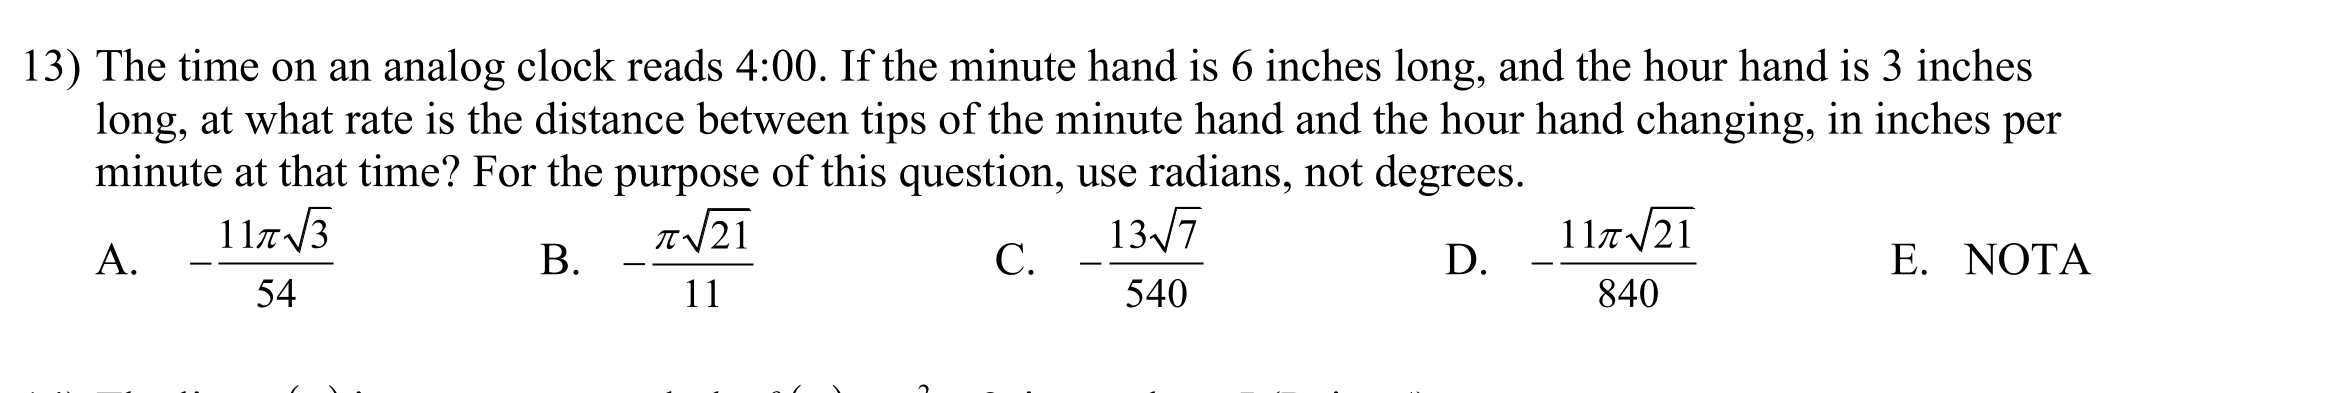 13) The time on an analog clock reads 4:00. If the minute hand is 6 inches long, and the hour hand is 3 inches
long, at what rate is the distance between tips of the minute hand and the hour hand changing, in inches per
minute at that time? For the purpose of this question, use radians, not degrees.
A. -\frac{11\pi\sqrt{3}}{54} B. -\frac{\pi\sqrt{21}}{11} C. -\frac{13\sqrt{7}}{540} D. -\frac{11\pi\sqrt{21}}{840} E. NOTA